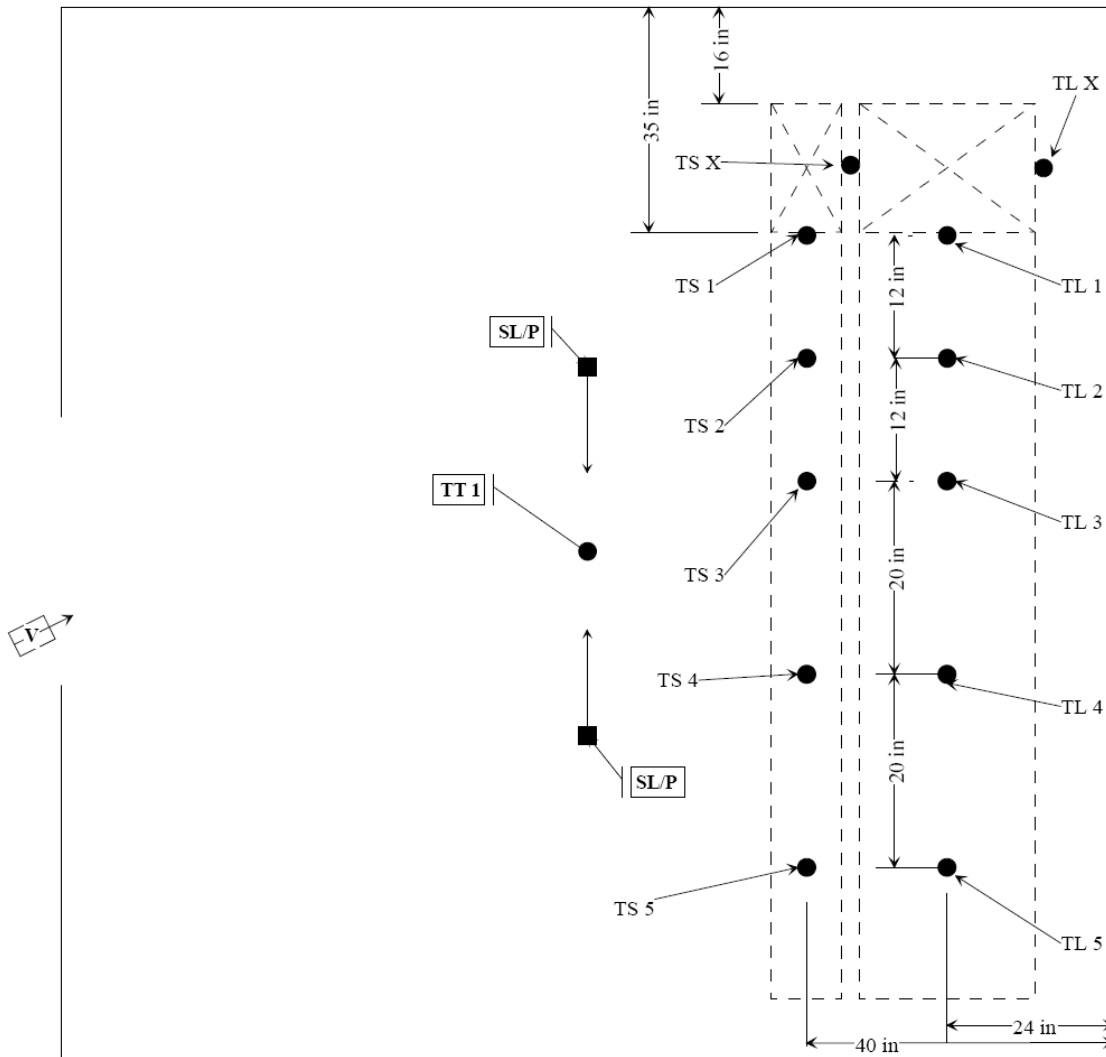 16 in
35 in
TL X
TS X
TS 1
TL 1
12 in
SL/P
TS 2
TL 2
12 in
TT 1
TS 3
TL 3
20 in
V
TS 4
TL 4
20 in
SL/P
TS 5
TL 5
24 in
40 in